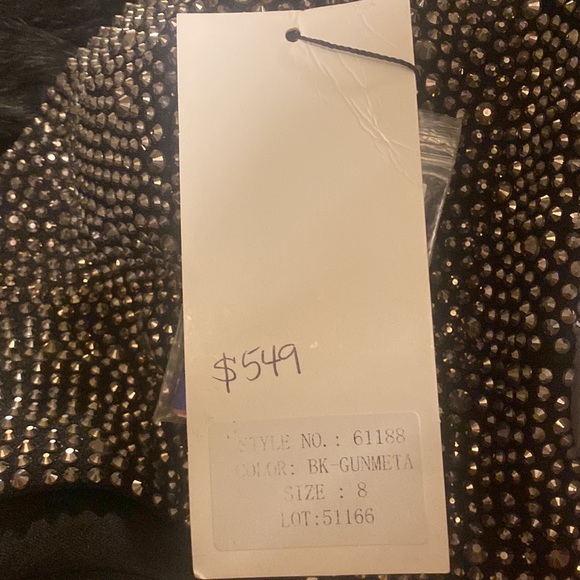 $549
STYLE NO.: 61188
COLOR: BK-GUNMETA
SIZE : 8
LOT:51166